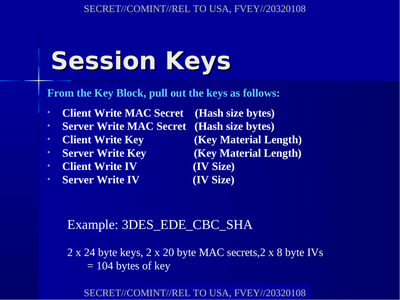 SECRET//COMINT//REL TO USA, FVEY//20320108
Session Keys
From the Key Block, pull out the keys as follows:
• Client Write MAC Secret (Hash size bytes)
• Server Write MAC Secret (Hash size bytes)
• Client Write Key (Key Material Length)
• Server Write Key (Key Material Length)
• Client Write IV (IV Size)
• Server Write IV (IV Size)
Example: 3DES_EDE_CBC_SHA
2 x 24 byte keys, 2 x 20 byte MAC secrets,2 x 8 byte IVs
= 104 bytes of key
SECRET//COMINT//REL TO USA, FVEY//20320108